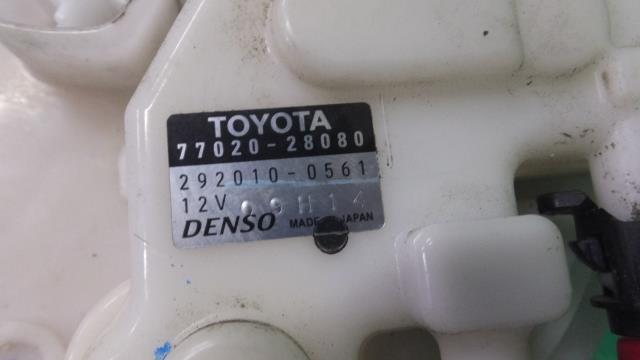 TOYOTA
77020-28080
292010-0561
12V 09H14
DENSO MADE IN JAPAN